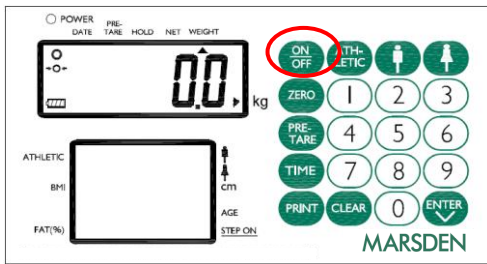 POWER
DATE PRE-TARE HOLD NET WEIGHT
0.0 kg
ATHLETIC
BMI
FAT(%)
cm
AGE
STEP ON
ON OFF ATH-LETIC
ZERO 1 2 3
PRE-TARE 4 5 6
TIME 7 8 9
PRINT CLEAR 0 ENTER
MARSDEN